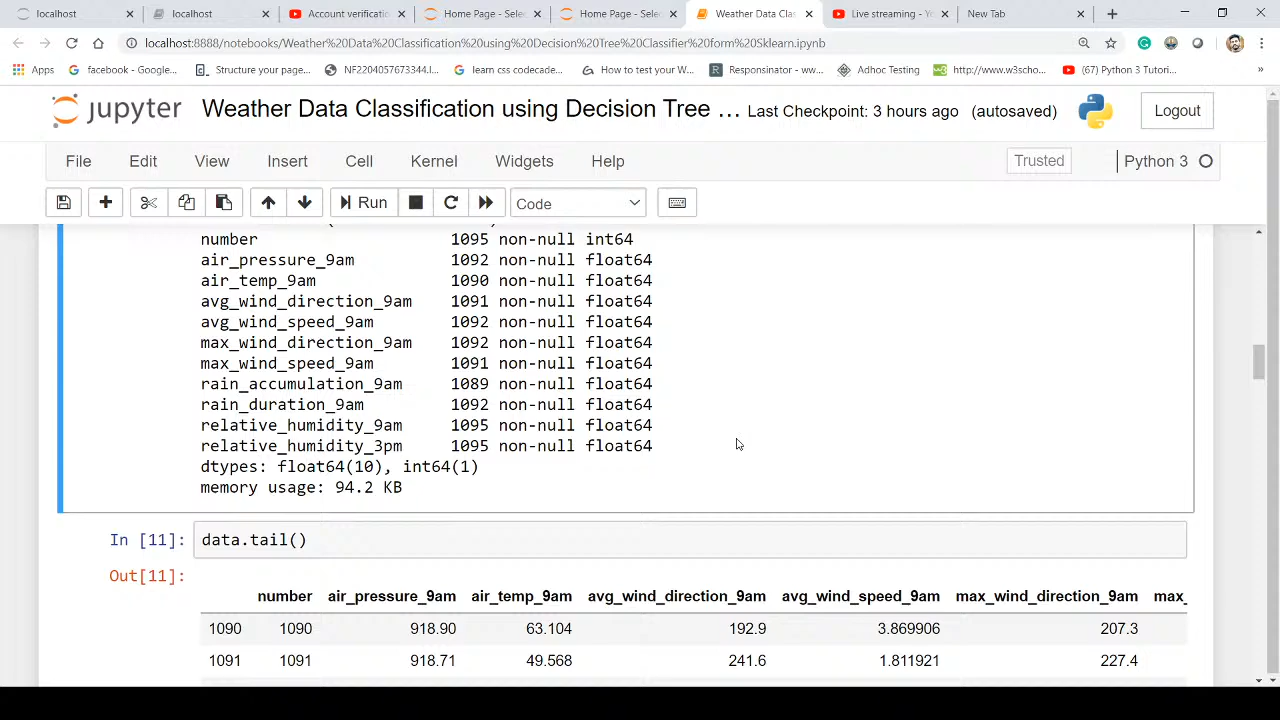 localhost
localhost
Account verificati
Home Page - Selec
Home Page - Selec
Weather Data Clas
Live streaming - Yo
New Tab
localhost:8888/notebooks/Weather%20Data%20Classification%20using%20Decision%20Tree%20Classifier%20form%20Sklearn.ipynb
Apps
facebook - Google...
Structure your page...
NF2201057673344.I...
learn css codecade...
How to test your W...
Responsinator - ww...
Adhoc Testing
http://www.w3scho...
(67) Python 3 Tutori...
»
jupyter Weather Data Classification using Decision Tree ... Last Checkpoint: 3 hours ago (autosaved) Logout
File Edit View Insert Cell Kernel Widgets Help Trusted Python 3
Run Code
number 1095 non-null int64
air_pressure_9am 1092 non-null float64
air_temp_9am 1090 non-null float64
avg_wind_direction_9am 1091 non-null float64
avg_wind_speed_9am 1092 non-null float64
max_wind_direction_9am 1092 non-null float64
max_wind_speed_9am 1091 non-null float64
rain_accumulation_9am 1089 non-null float64
rain_duration_9am 1092 non-null float64
relative_humidity_9am 1095 non-null float64
relative_humidity_3pm 1095 non-null float64
dtypes: float64(10), int64(1)
memory usage: 94.2 KB
In [11]: data.tail()
Out[11]:
number air_pressure_9am air_temp_9am avg_wind_direction_9am avg_wind_speed_9am max_wind_direction_9am max_
1090 1090 918.90 63.104 192.9 3.869906 207.3
1091 1091 918.71 49.568 241.6 1.811921 227.4